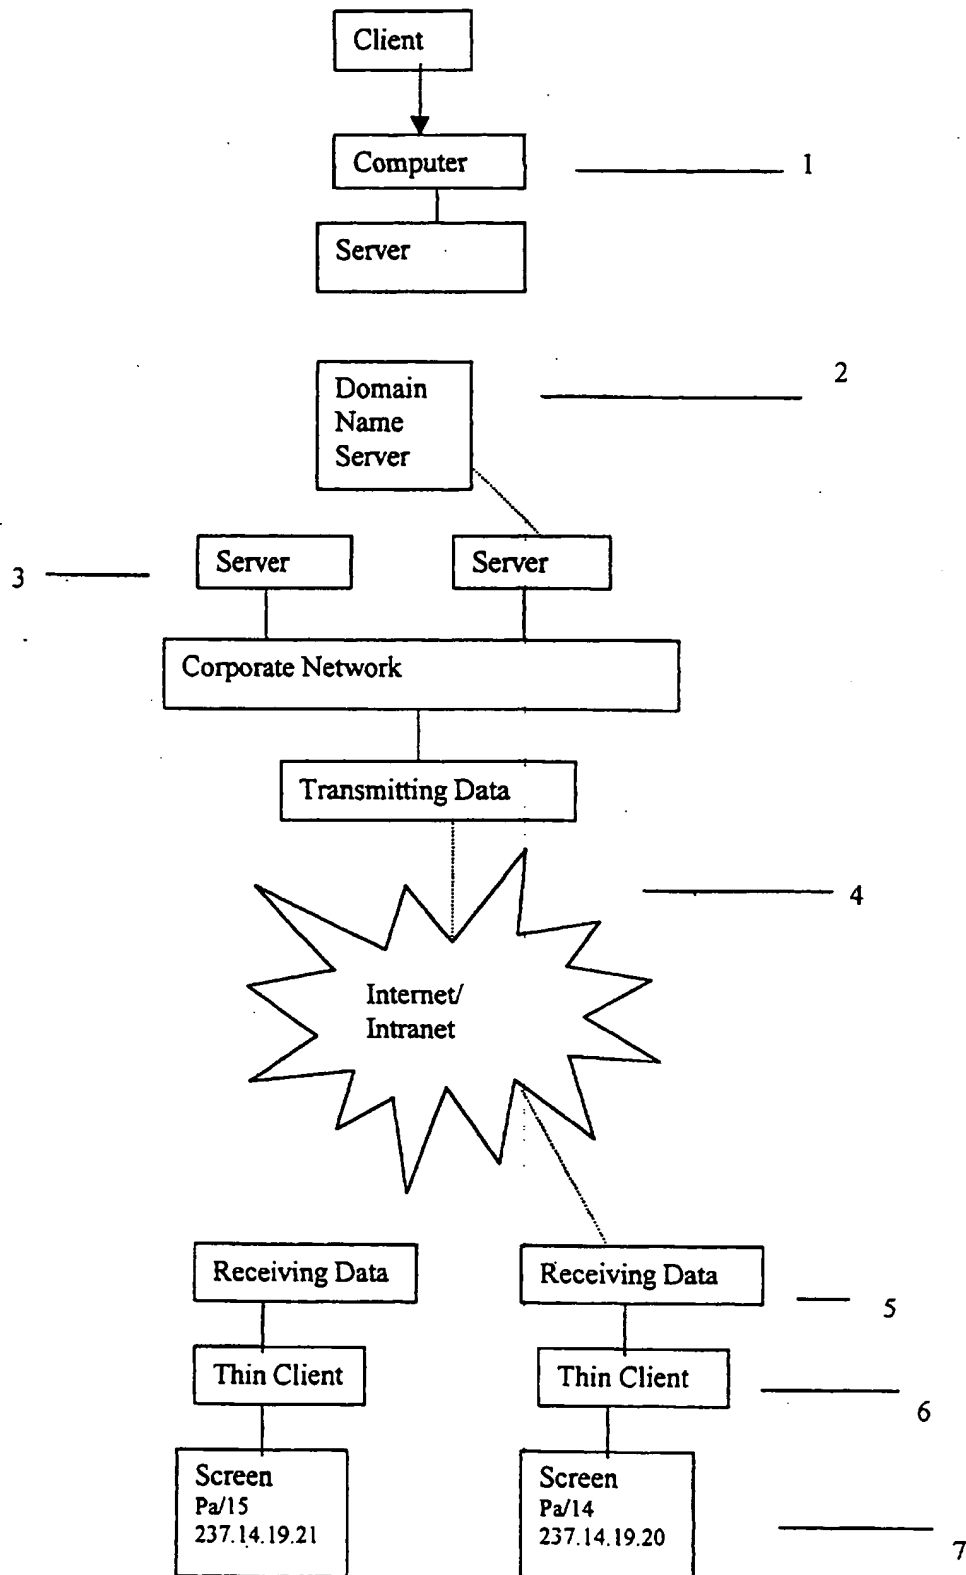 Client
Computer
1
Server
Domain
Name
Server
2
3
Server
Server
Corporate Network
Transmitting Data
4
Internet/
Intranet
Receiving Data
Receiving Data
5
Thin Client
Thin Client
6
Screen
Pa/15
237.14.19.21
Screen
Pa/14
237.14.19.20
7